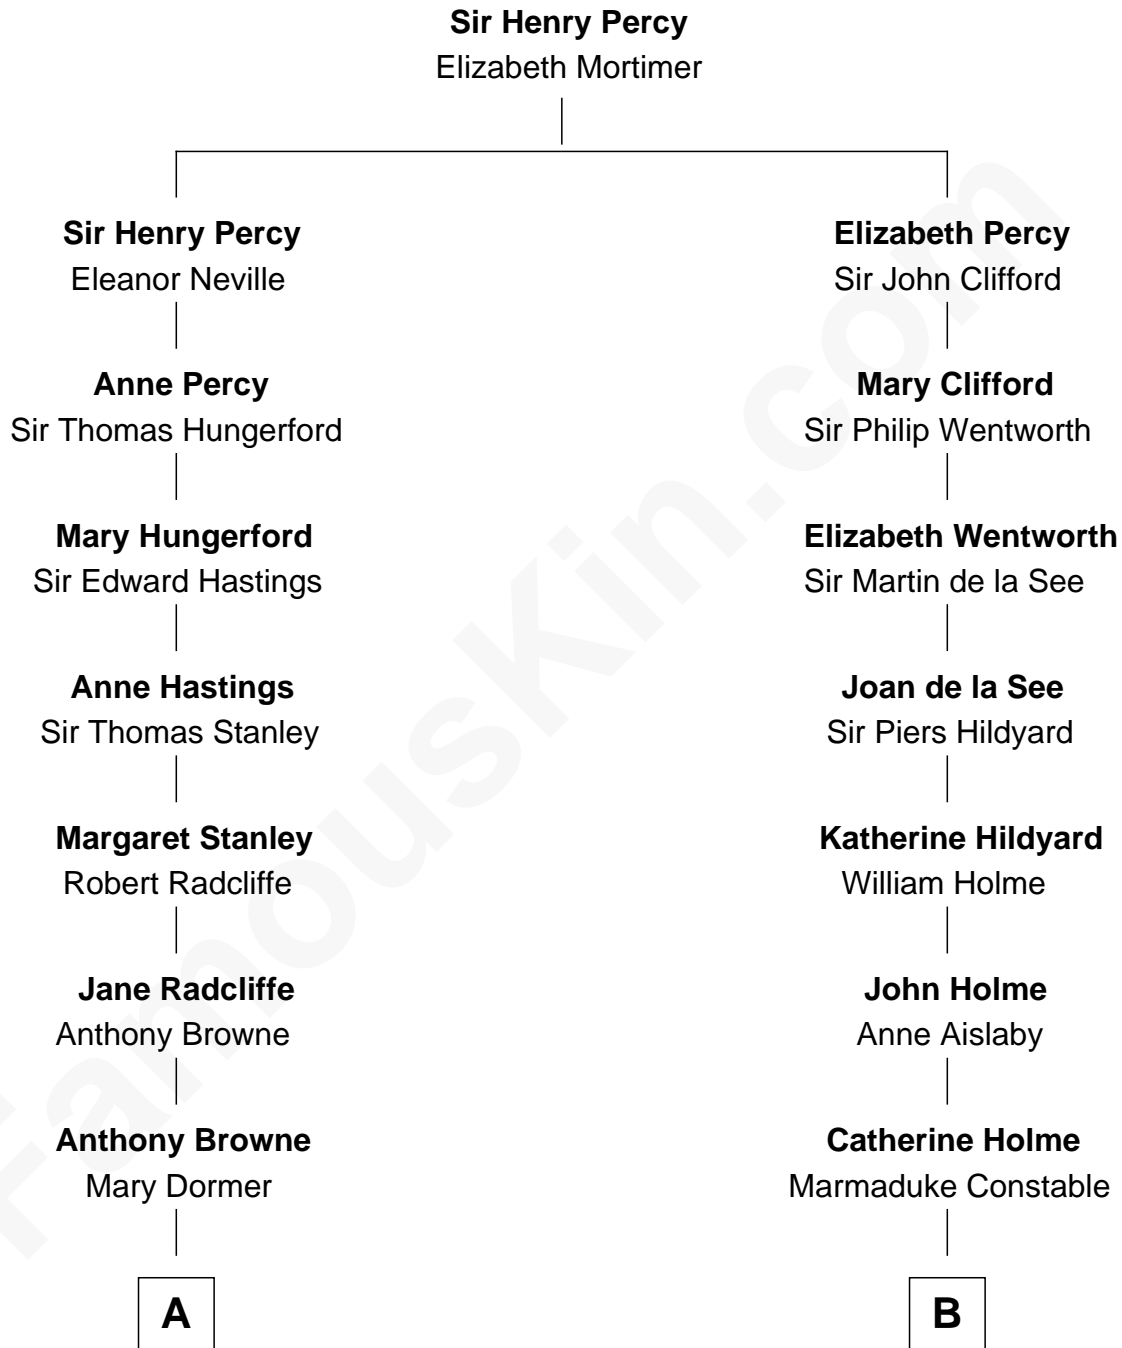 Sir Henry Percy
Elizabeth Mortimer
Sir Henry Percy
Eleanor Neville
Anne Percy
Sir Thomas Hungerford
Mary Hungerford
Sir Edward Hastings
Anne Hastings
Sir Thomas Stanley
Margaret Stanley
Robert Radcliffe
Jane Radcliffe
Anthony Browne
Anthony Browne
Mary Dormer
A
Elizabeth Percy
Sir John Clifford
Mary Clifford
Sir Philip Wentworth
Elizabeth Wentworth
Sir Martin de la See
Joan de la See
Sir Piers Hildyard
Katherine Hildyard
William Holme
John Holme
Anne Aislaby
Catherine Holme
Marmaduke Constable
B
FamousKin.com